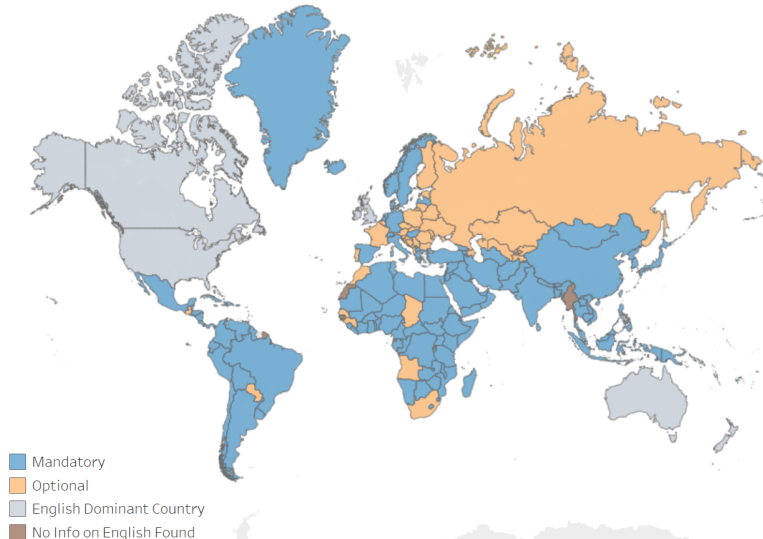 Mandatory
Optional
English Dominant Country
No Info on English Found